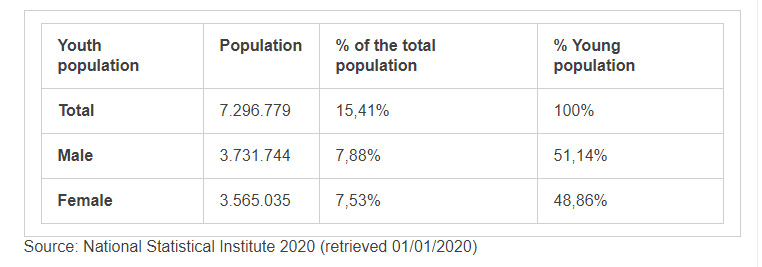 Youth population Population % of the total population % Young population
Total 7.296.779 15,41% 100%
Male 3.731.744 7,88% 51,14%
Female 3.565.035 7,53% 48,86%
Source: National Statistical Institute 2020 (retrieved 01/01/2020)